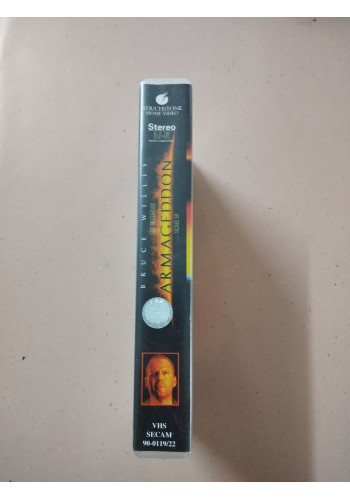 TOUCHSTONE
HOME VIDEO
Stereo
BRUCE WILLIS
ARMAGEDDON
VHS
SECAM
90-0119/22